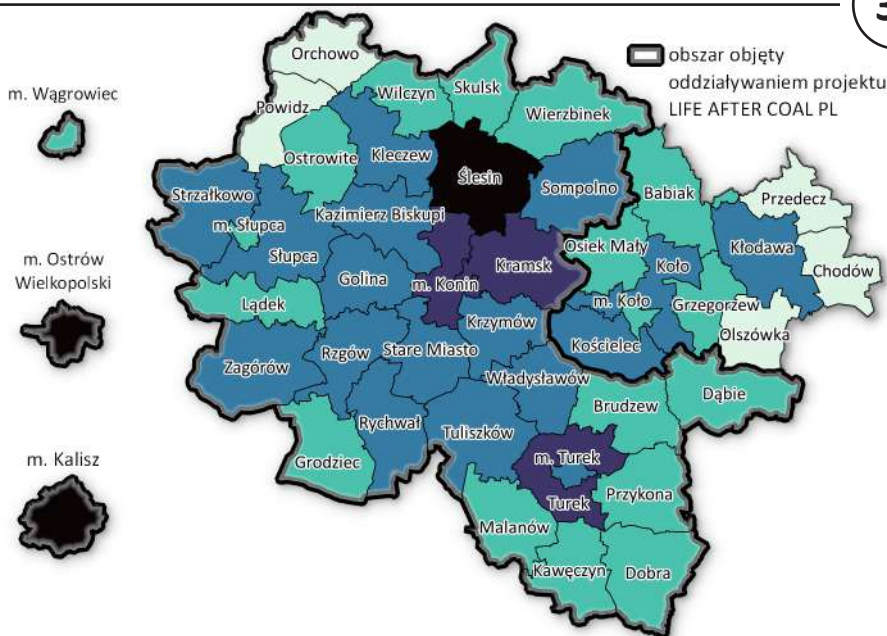 obszar objęty
oddziaływaniem projektu
LIFE AFTER COAL PL
m. Wągrowiec
m. Ostrów
Wielkopolski
m. Kalisz
Orchowo
Powidz
Wilczyn
Skulsk
Wierzbinek
Ostrowite
Kleczew
Ślesin
Sompolno
Strzałkowo
m. Słupca
Słupca
Kazimierz Biskupi
Babiak
Przedecz
Osiek Mały
Koło
Kłodawa
Chodów
Golina
m. Konin
Kramsk
Lądek
m. Koło
Grzegorzew
Olszówka
Krzymów
Kościelec
Zagórów
Rzgów
Stare Miasto
Władysławów
Brudzew
Dąbie
Rychwał
Tuliszków
Grodziec
m. Turek
Turek
Przykona
Malanów
Kawęczyn
Dobra